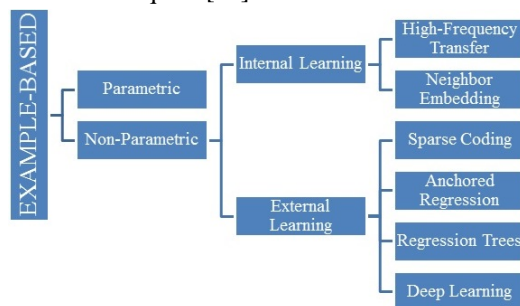 EXAMPLE-BASED
Parametric
Non-Parametric
Internal Learning
High-Frequency
Transfer
Neighbor
Embedding
External
Learning
Sparse Coding
Anchored
Regression
Regression Trees
Deep Learning